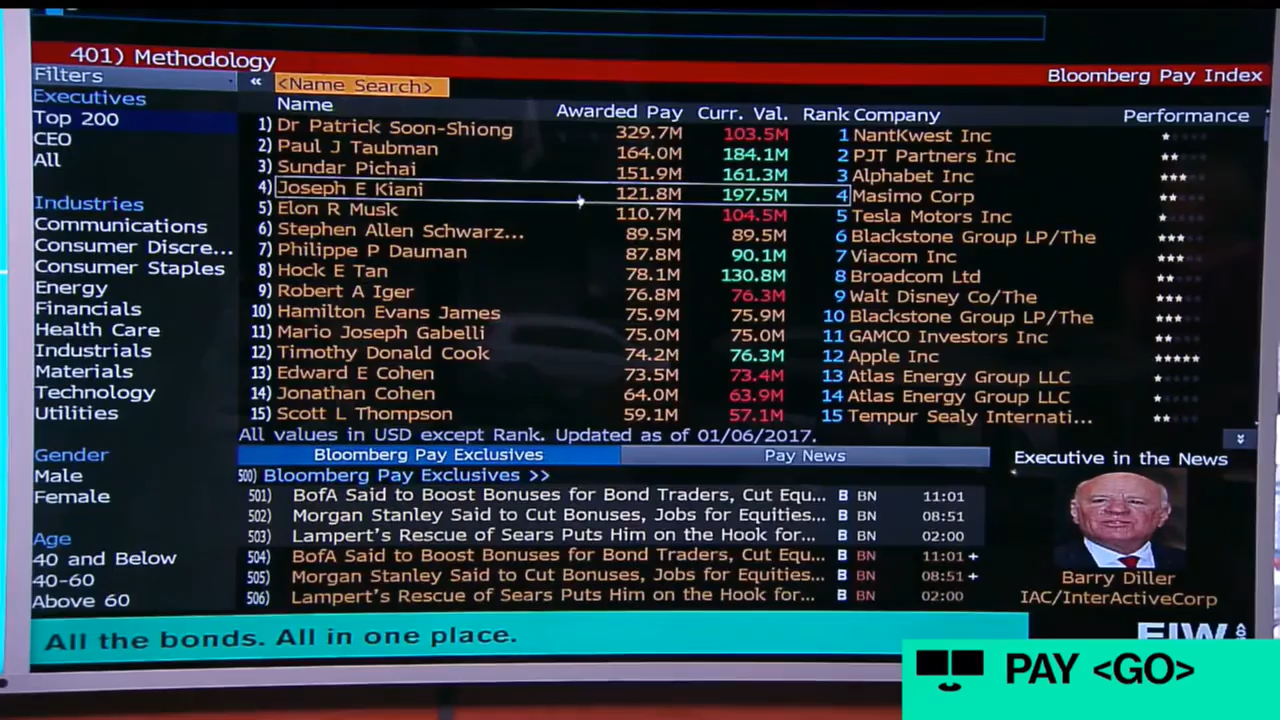 401) Methodology
Bloomberg Pay Index
Filters
« <Name Search>
Executives
Top 200
CEO
All
Industries
Communications
Consumer Discre...
Consumer Staples
Energy
Financials
Health Care
Industrials
Materials
Technology
Utilities
Gender
Male
Female
Age
40 and Below
40-60
Above 60
Name Awarded Pay Curr. Val. Rank Company Performance
1) Dr Patrick Soon-Shiong 329.7M 103.5M 1 NantKwest Inc
2) Paul J Taubman 164.0M 184.1M 2 PJT Partners Inc
3) Sundar Pichai 151.9M 161.3M 3 Alphabet Inc
4) Joseph E Kiani 121.8M 197.5M 4 Masimo Corp
5) Elon R Musk 110.7M 104.5M 5 Tesla Motors Inc
6) Stephen Allen Schwarz... 89.5M 89.5M 6 Blackstone Group LP/The
7) Philippe P Dauman 87.8M 90.1M 7 Viacom Inc
8) Hock E Tan 78.1M 130.8M 8 Broadcom Ltd
9) Robert A Iger 76.8M 76.3M 9 Walt Disney Co/The
10) Hamilton Evans James 75.9M 75.9M 10 Blackstone Group LP/The
11) Mario Joseph Gabelli 75.0M 75.0M 11 GAMCO Investors Inc
12) Timothy Donald Cook 74.2M 76.3M 12 Apple Inc
13) Edward E Cohen 73.5M 73.4M 13 Atlas Energy Group LLC
14) Jonathan Cohen 64.0M 63.9M 14 Atlas Energy Group LLC
15) Scott L Thompson 59.1M 57.1M 15 Tempur Sealy Internati...
All values in USD except Rank. Updated as of 01/06/2017.
Bloomberg Pay Exclusives Pay News
500) Bloomberg Pay Exclusives >>
501) BofA Said to Boost Bonuses for Bond Traders, Cut Equ... B BN 11:01
502) Morgan Stanley Said to Cut Bonuses, Jobs for Equities... B BN 08:51
503) Lampert's Rescue of Sears Puts Him on the Hook for... B BN 02:00
504) BofA Said to Boost Bonuses for Bond Traders, Cut Equ... B BN 11:01 +
505) Morgan Stanley Said to Cut Bonuses, Jobs for Equities... B BN 08:51 +
506) Lampert's Rescue of Sears Puts Him on the Hook for... B BN 02:00
Executive in the News
Barry Diller
IAC/InterActiveCorp
All the bonds. All in one place.
FIW
PAY <GO>